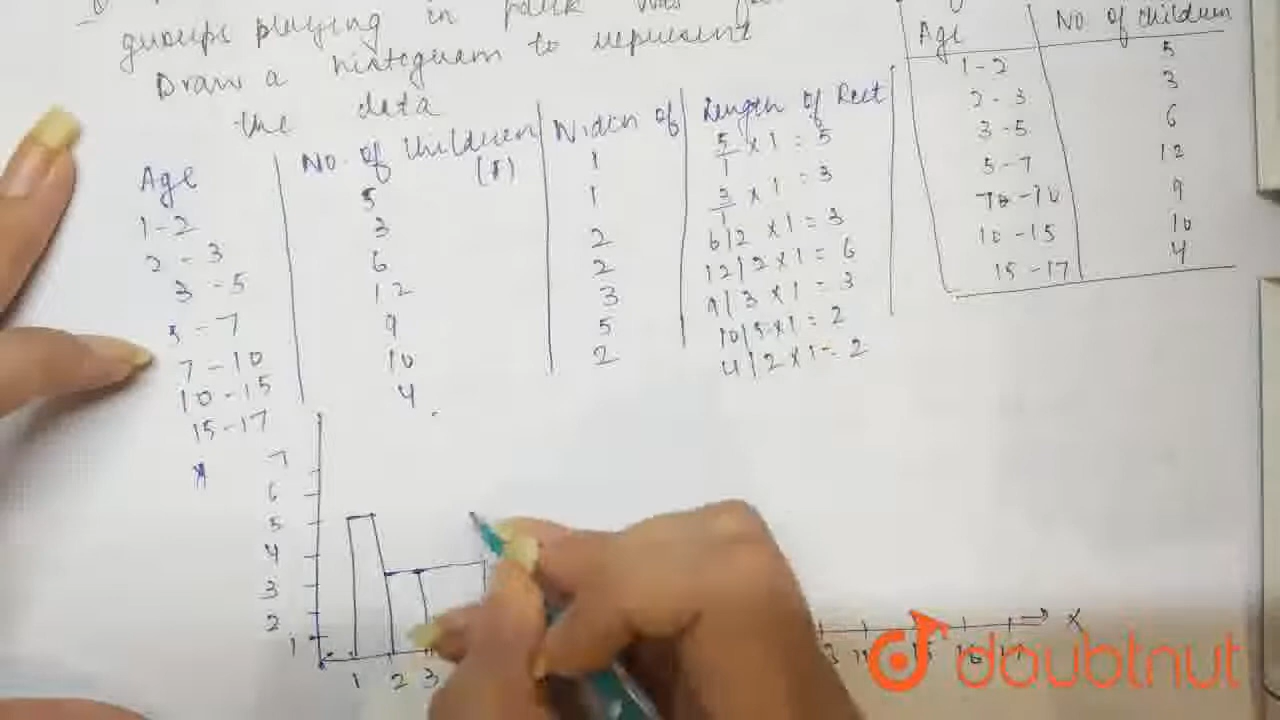 groups playing in park was
Draw a histogram to represent
the data
Age No. of Children
1-2 5
2-3 3
3-5 6
5-7 12
7-10 9
10-15 10
15-17 4
Age No. of Children (f) Width of Length of Rect
1-2 5 1 5/1 x 1 = 5
2-3 3 1 3/1 x 1 = 3
3-5 6 2 6/2 x 1 = 3
5-7 12 2 12/2 x 1 = 6
7-10 9 3 9/3 x 1 = 3
10-15 10 5 10/5 x 1 = 2
15-17 4 2 4/2 x 1 = 2
7
6
5
4
3
2
1
1 2 3 15 16 17 X
doubtnut